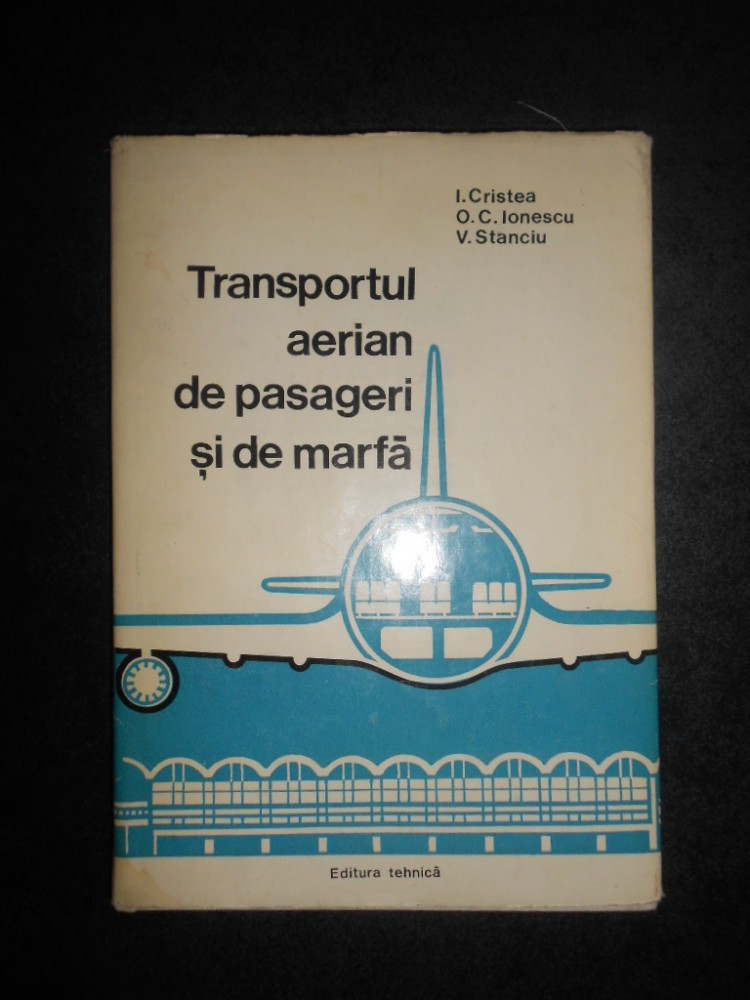 I. Cristea
O. C. Ionescu
V. Stanciu
Transportul
aerian
de pasageri
și de marfă
Editura tehnică